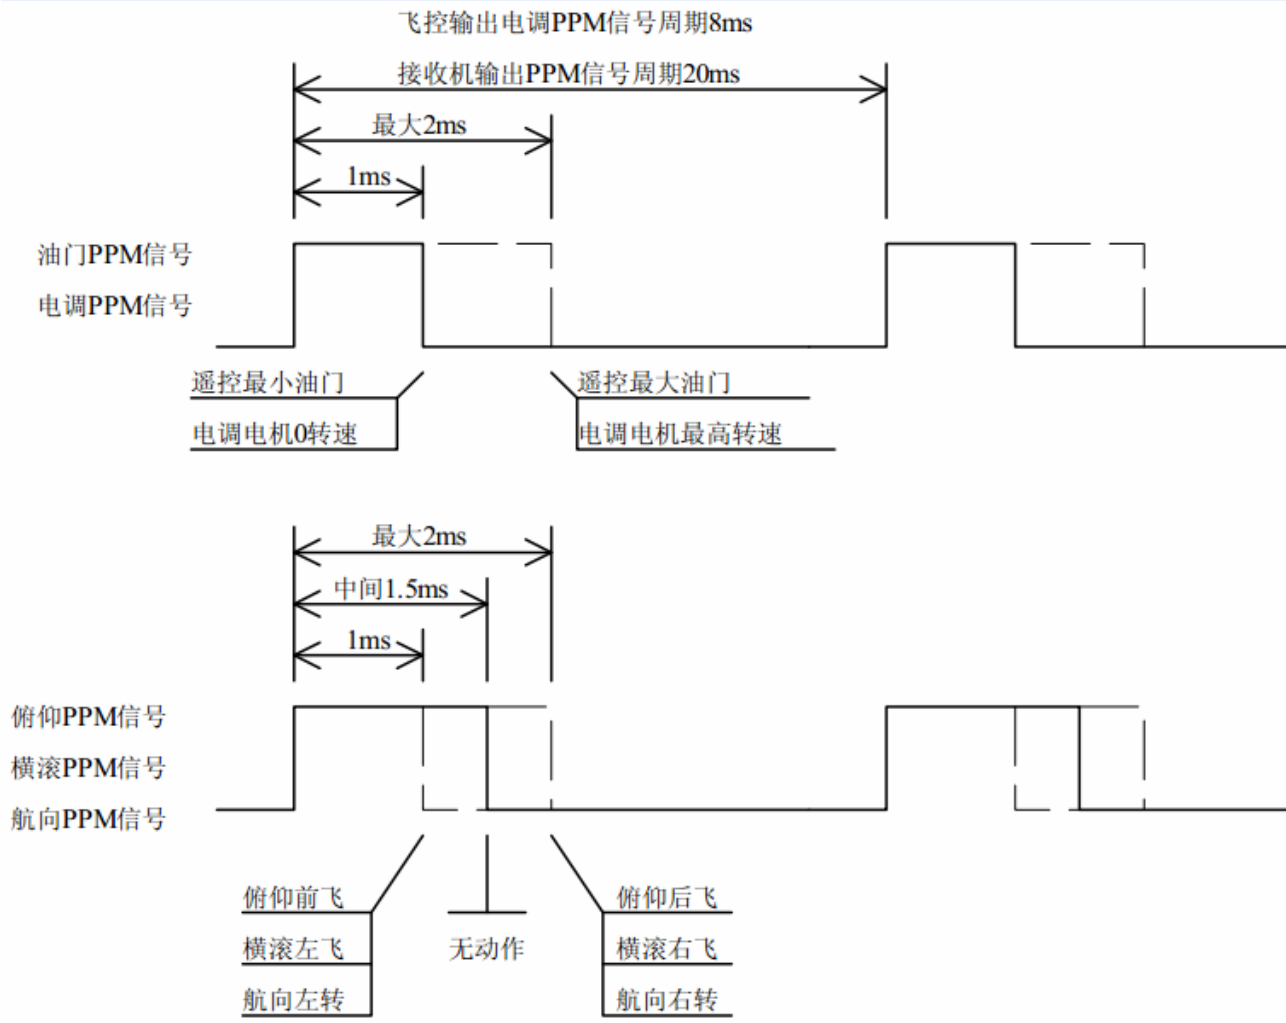 飞控输出电调PPM信号周期8ms
接收机输出PPM信号周期20ms
最大2ms
1ms
油门PPM信号
电调PPM信号
遥控最小油门
遥控最大油门
电调电机0转速
电调电机最高转速
最大2ms
中间1.5ms
1ms
俯仰PPM信号
横滚PPM信号
航向PPM信号
俯仰前飞
俯仰后飞
横滚左飞
无动作
横滚右飞
航向左转
航向右转